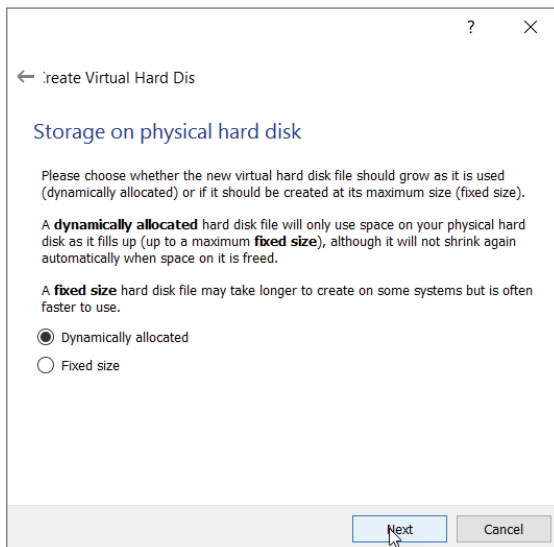 ?
:reate Virtual Hard Dis
Storage on physical hard disk
Please choose whether the new virtual hard disk file should grow as it is used
(dynamically allocated) or if it should be created at its maximum size (fixed size).
A dynamically allocated hard disk file will only use space on your physical hard
disk as it fills up (up to a maximum fixed size), although it will not shrink again
automatically when space on it is freed.
A fixed size hard disk file may take longer to create on some systems but is often
faster to use.
Dynamically allocated
Fixed size
Next
Cancel